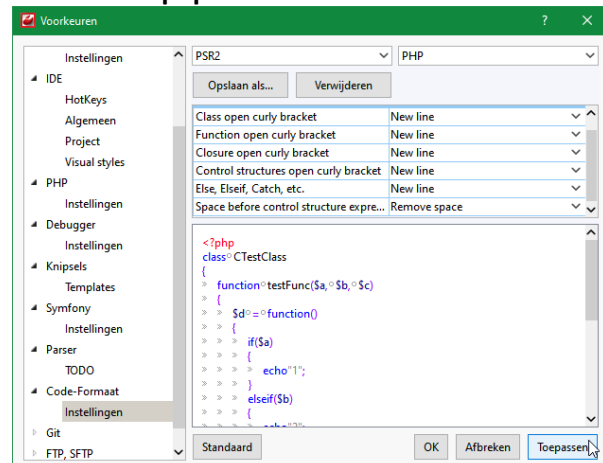 Voorkeuren
?
Instellingen
IDE
HotKeys
Algemeen
Project
Visual styles
PHP
Instellingen
Debugger
Instellingen
Knipsels
Templates
Symfony
Instellingen
Parser
TODO
Code-Formaat
Instellingen
Git
FTP, SFTP
PSR2
PHP
Opslaan als...
Verwijderen
Class open curly bracket New line
Function open curly bracket New line
Closure open curly bracket New line
Control structures open curly bracket New line
Else, Elseif, Catch, etc. New line
Space before control structure expre... Remove space
<?php
class CTestClass
{
function testFunc($a, $b, $c)
{
$d = function()
{
if($a)
{
echo"1";
}
elseif($b)
{
echo"2";
Standaard
OK
Afbreken
Toepassen